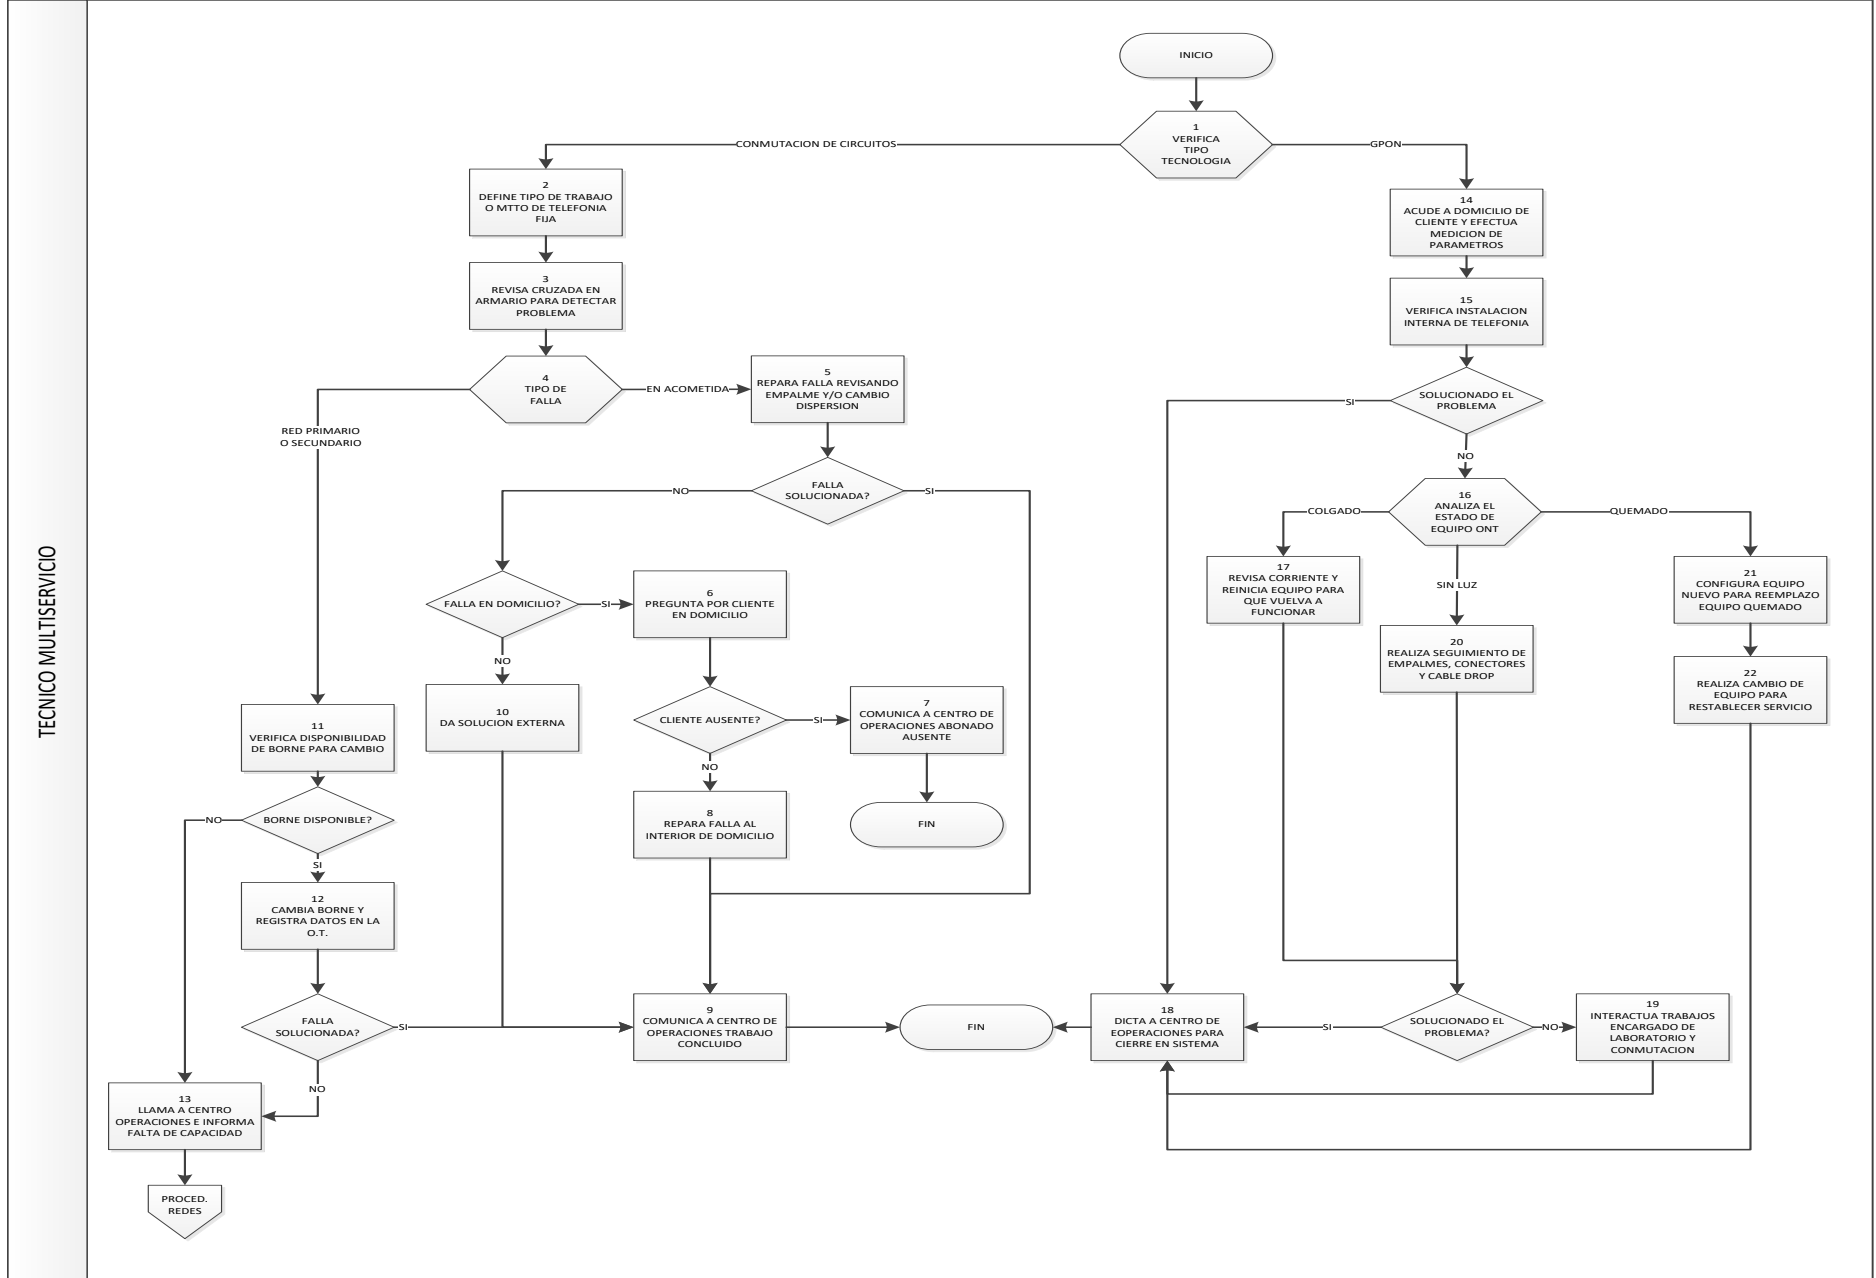 TECNICO MULTISERVICIO
INICIO
1
VERIFICA
TIPO
TECNOLOGIA
CONMUTACION DE CIRCUITOS
GPON
2
DEFINE TIPO DE TRABAJO
O MTTO DE TELEFONIA
FIJA
3
REVISA CRUZADA EN
ARMARIO PARA DETECTAR
PROBLEMA
4
TIPO DE
FALLA
EN ACOMETIDA
RED PRIMARIO
O SECUNDARIO
5
REPARA FALLA REVISANDO
EMPALME Y/O CAMBIO
DISPERSION
FALLA
SOLUCIONADA?
NO
SI
FALLA EN DOMICILIO?
SI
NO
6
PREGUNTA POR CLIENTE
EN DOMICILIO
CLIENTE AUSENTE?
SI
NO
7
COMUNICA A CENTRO DE
OPERACIONES ABONADO
AUSENTE
FIN
8
REPARA FALLA AL
INTERIOR DE DOMICILIO
10
DA SOLUCION EXTERNA
11
VERIFICA DISPONIBILIDAD
DE BORNE PARA CAMBIO
BORNE DISPONIBLE?
NO
SI
12
CAMBIA BORNE Y
REGISTRA DATOS EN LA
O.T.
FALLA
SOLUCIONADA?
SI
NO
9
COMUNICA A CENTRO DE
OPERACIONES TRABAJO
CONCLUIDO
FIN
13
LLAMA A CENTRO
OPERACIONES E INFORMA
FALTA DE CAPACIDAD
PROCED.
REDES
14
ACUDE A DOMICILIO DE
CLIENTE Y EFECTUA
MEDICION DE
PARAMETROS
15
VERIFICA INSTALACION
INTERNA DE TELEFONIA
SOLUCIONADO EL
PROBLEMA
SI
NO
16
ANALIZA EL
ESTADO DE
EQUIPO ONT
COLGADO
QUEMADO
SIN LUZ
17
REVISA CORRIENTE Y
REINICIA EQUIPO PARA
QUE VUELVA A
FUNCIONAR
20
REALIZA SEGUIMIENTO DE
EMPALMES, CONECTORES
Y CABLE DROP
21
CONFIGURA EQUIPO
NUEVO PARA REEMPLAZO
EQUIPO QUEMADO
22
REALIZA CAMBIO DE
EQUIPO PARA
RESTABLECER SERVICIO
18
DICTA A CENTRO DE
EOPERACIONES PARA
CIERRE EN SISTEMA
SI
SOLUCIONADO EL
PROBLEMA?
NO
19
INTERACTUA TRABAJOS
ENCARGADO DE
LABORATORIO Y
CONMUTACION